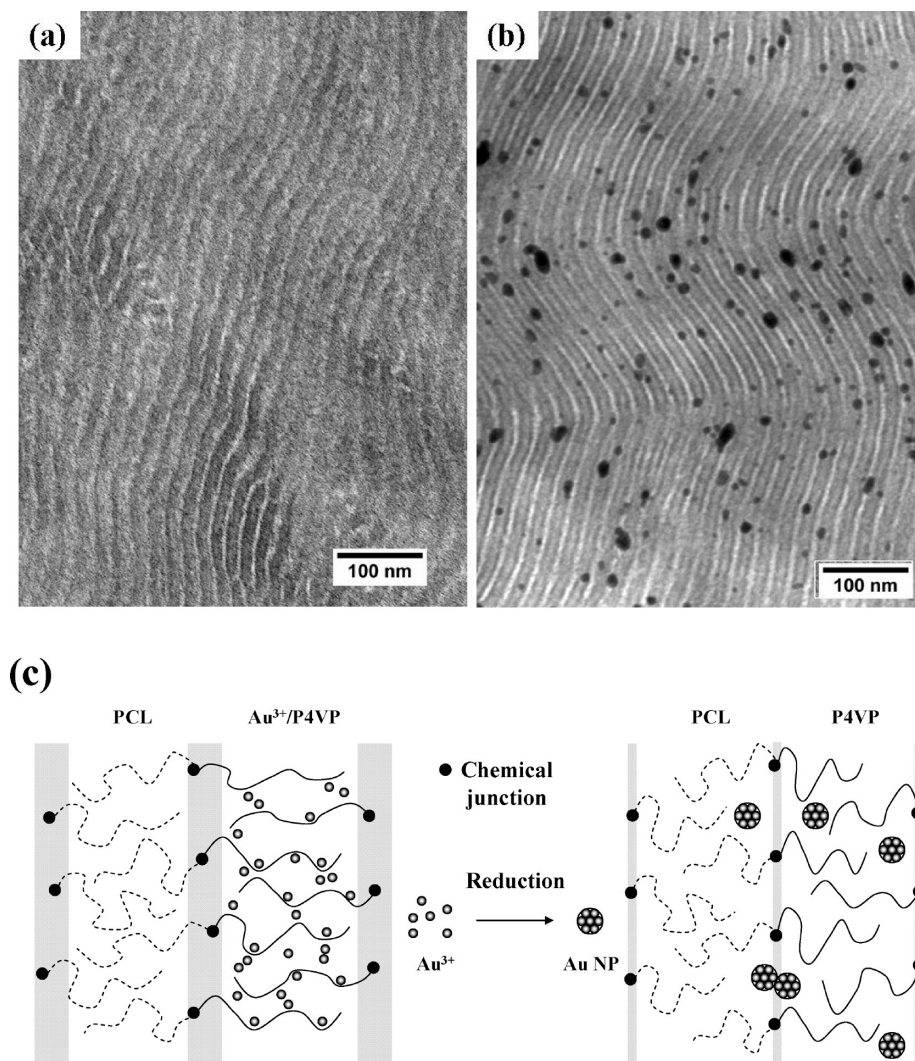 (a)
(b)
100 nm
100 nm
(c)
PCL
Au³⁺/P4VP
PCL
P4VP
Chemical
junction
Reduction
Au³⁺
Au NP